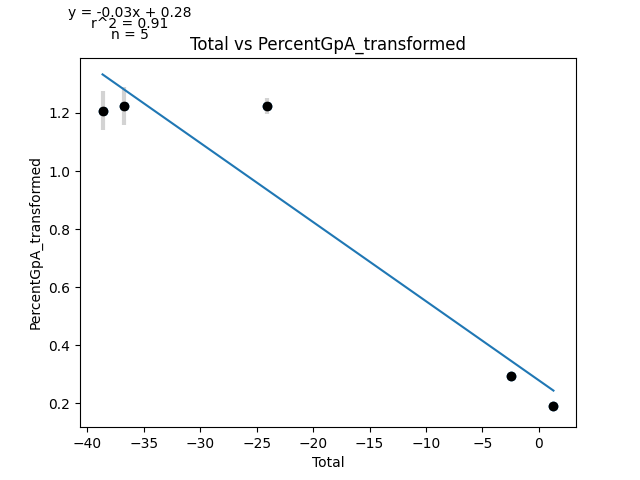 y = -0.03x + 0.28
r^2 = 0.91
n = 5
Total vs PercentGpA_transformed
PercentGpA_transformed
1.2
1.0
0.8
0.6
0.4
0.2
−40
−35
−30
−25
−20
−15
−10
−5
0
Total